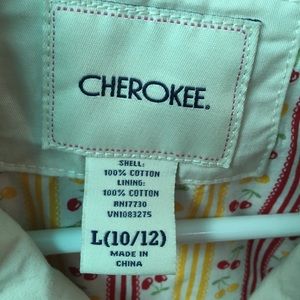 CHEROKEE.
SHELL:
100% COTTON
LINING:
100% COTTON
RN17730
VN1083275
L(10/12)
MADE IN
CHINA